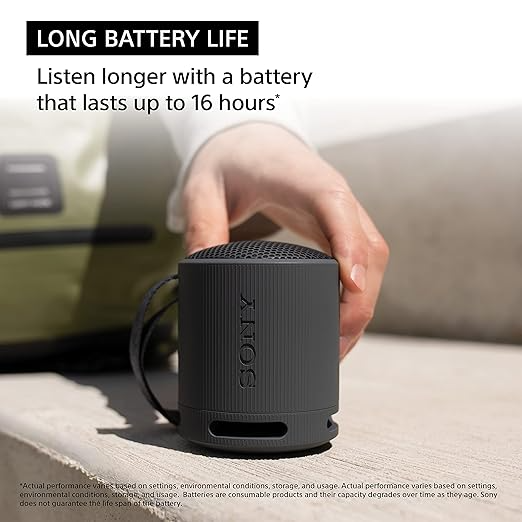 LONG BATTERY LIFE
Listen longer with a battery
that lasts up to 16 hours*
SONY
*Actual performance varies based on settings, environmental conditions, storage, and usage. Actual performance varies based on settings,
environmental conditions, storage, and usage. Batteries are consumable products and their capacity degrades over time as they age. Sony
does not guarantee the life span of the battery.